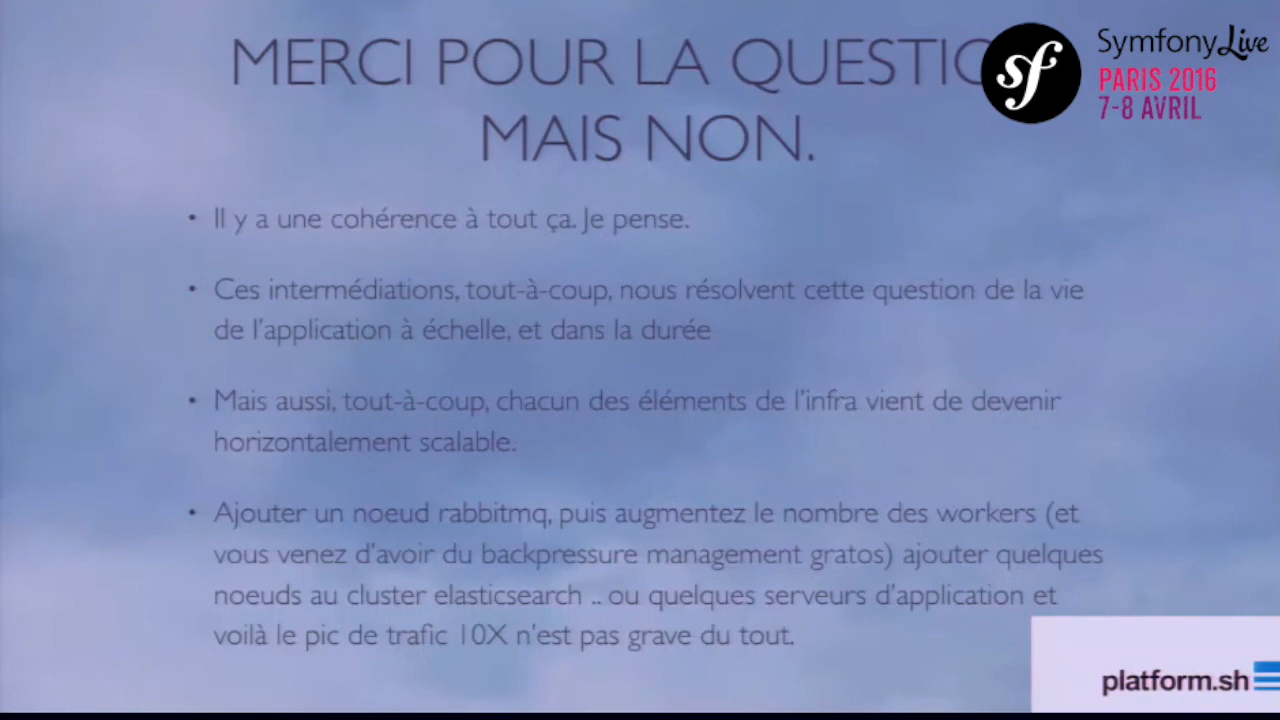 MERCI POUR LA QUESTIO
MAIS NON.
SymfonyLive
PARIS 2016
7-8 AVRIL
sf
• Il y a une cohérence à tout ça. Je pense.
• Ces intermédiations, tout-à-coup, nous résolvent cette question de la vie
de l'application à échelle, et dans la durée
• Mais aussi, tout-à-coup, chacun des éléments de l'infra vient de devenir
horizontalement scalable.
• Ajouter un noeud rabbitmq, puis augmentez le nombre des workers (et
vous venez d'avoir du backpressure management gratos) ajouter quelques
noeuds au cluster elasticsearch .. ou quelques serveurs d'application et
voilà le pic de trafic 10X n'est pas grave du tout.
platform.sh